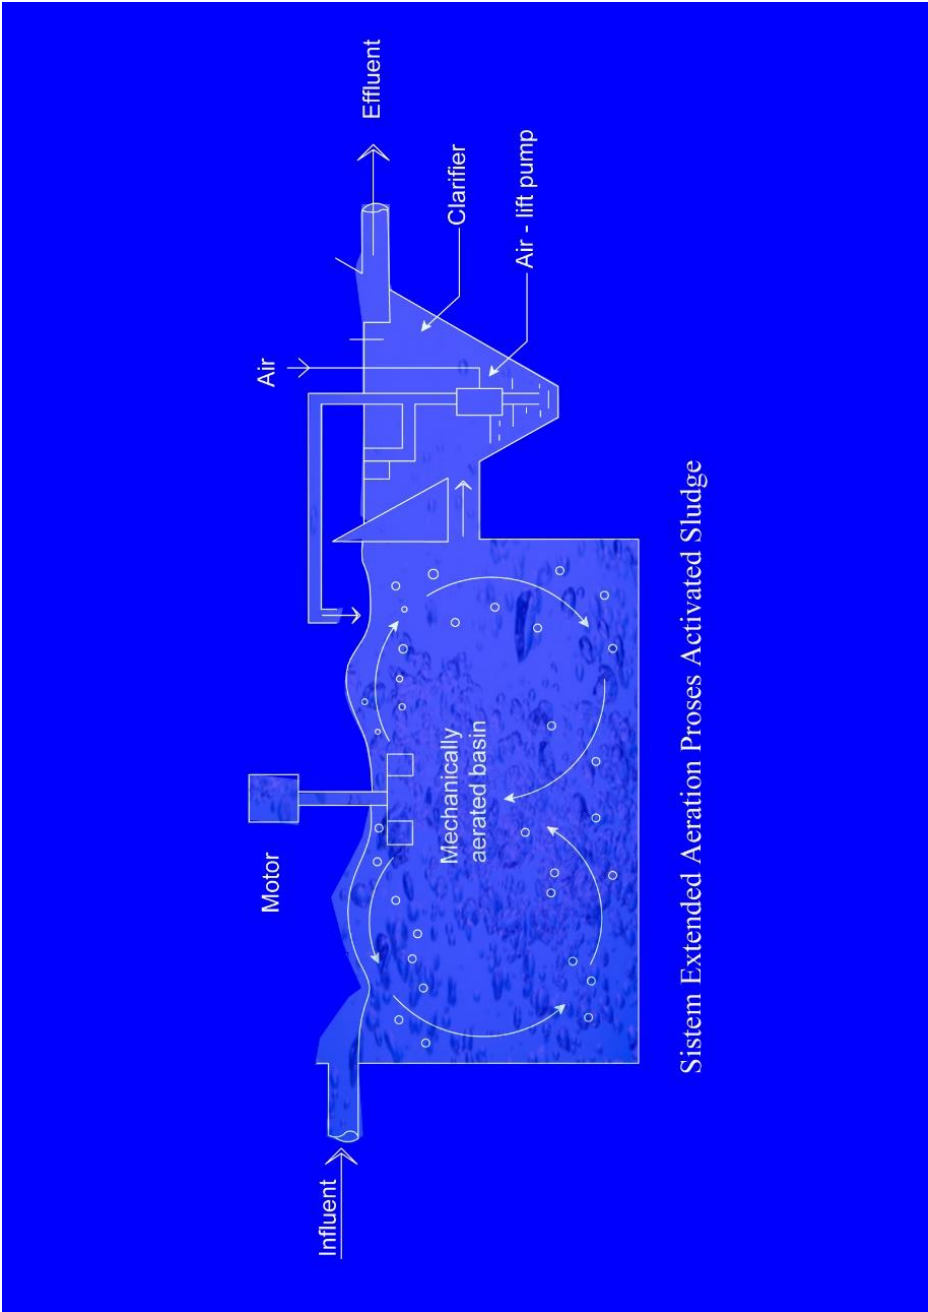 Influent
Motor
Mechanically
aerated basin
Air
Effluent
Clarifier
Air - lift pump
Sistem Extended Aeration Proses Activated Sludge